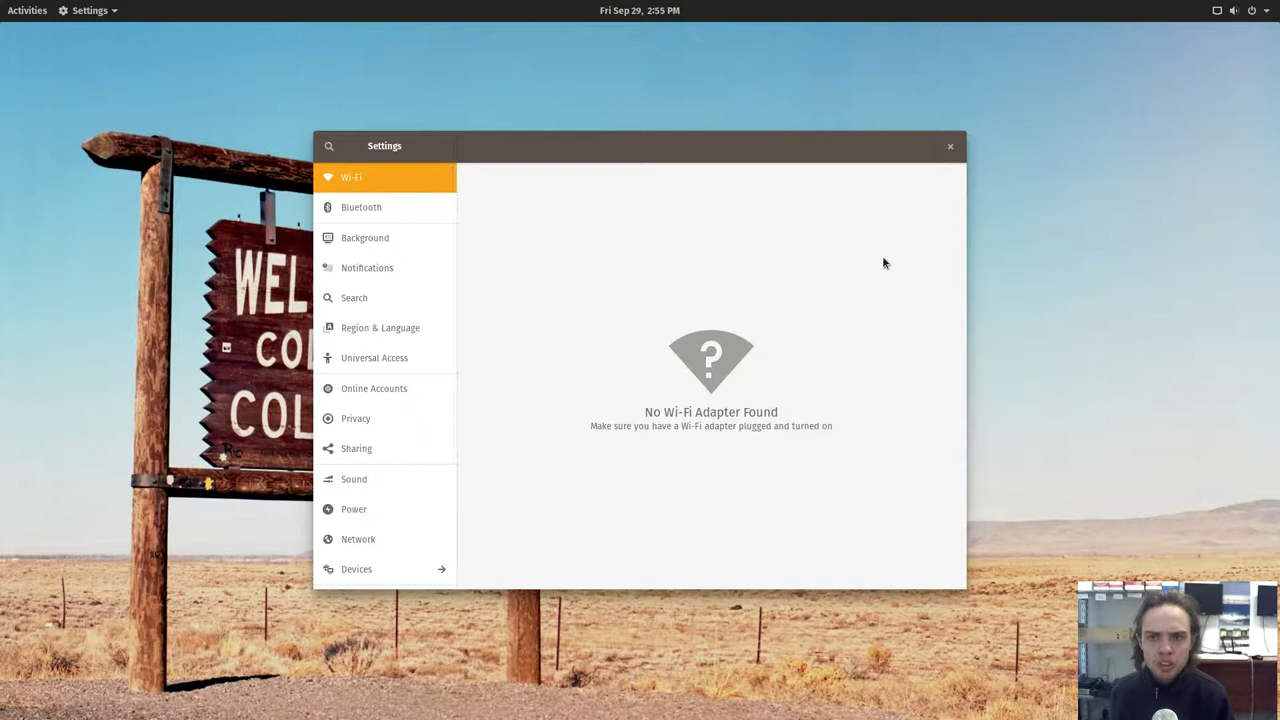 Activities Settings Fri Sep 29, 2:55 PM
Settings
Wi-Fi
Bluetooth
Background
Notifications
Search
Region & Language
Universal Access
Online Accounts
Privacy
Sharing
Sound
Power
Network
Devices
No Wi-Fi Adapter Found
Make sure you have a Wi-Fi adapter plugged and turned on
WEL
CO
COL